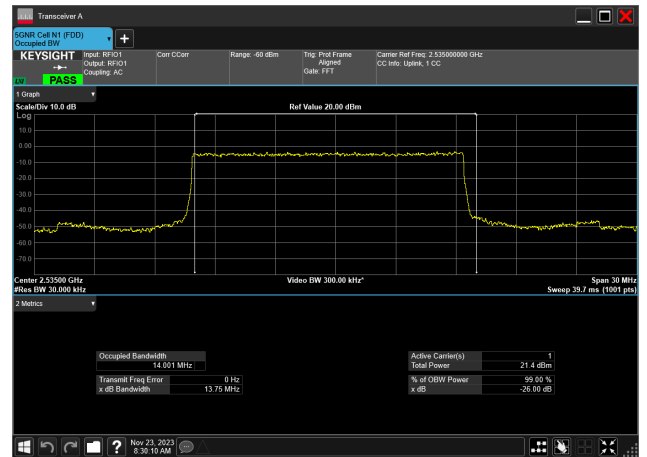 Transceiver A
5GNR Cell N1 (FDD)
Occupied BW
KEYSIGHT
Input: RFIO1
Output: RFIO1
Coupling: AC
Corr CCorr
Range: -60 dBm
Trig: Prot Frame
Aligned
Gate: FFT
Carrier Ref Freq: 2.535000000 GHz
CC Info: Uplink, 1 CC
PASS
1 Graph
Scale/Div 10.0 dB
Ref Value 20.00 dBm
Log
10.0
0.00
-10.0
-20.0
-30.0
-40.0
-50.0
-60.0
-70.0
Center 2.53500 GHz
Video BW 300.00 kHz*
Span 30 MHz
#Res BW 30.000 kHz
Sweep 39.7 ms (1001 pts)
2 Metrics
Occupied Bandwidth
14.001 MHz
Transmit Freq Error 0 Hz
x dB Bandwidth 13.75 MHz
Active Carrier(s) 1
Total Power 21.4 dBm
% of OBW Power 99.00 %
x dB -26.00 dB
Nov 23, 2023
8:30:10 AM